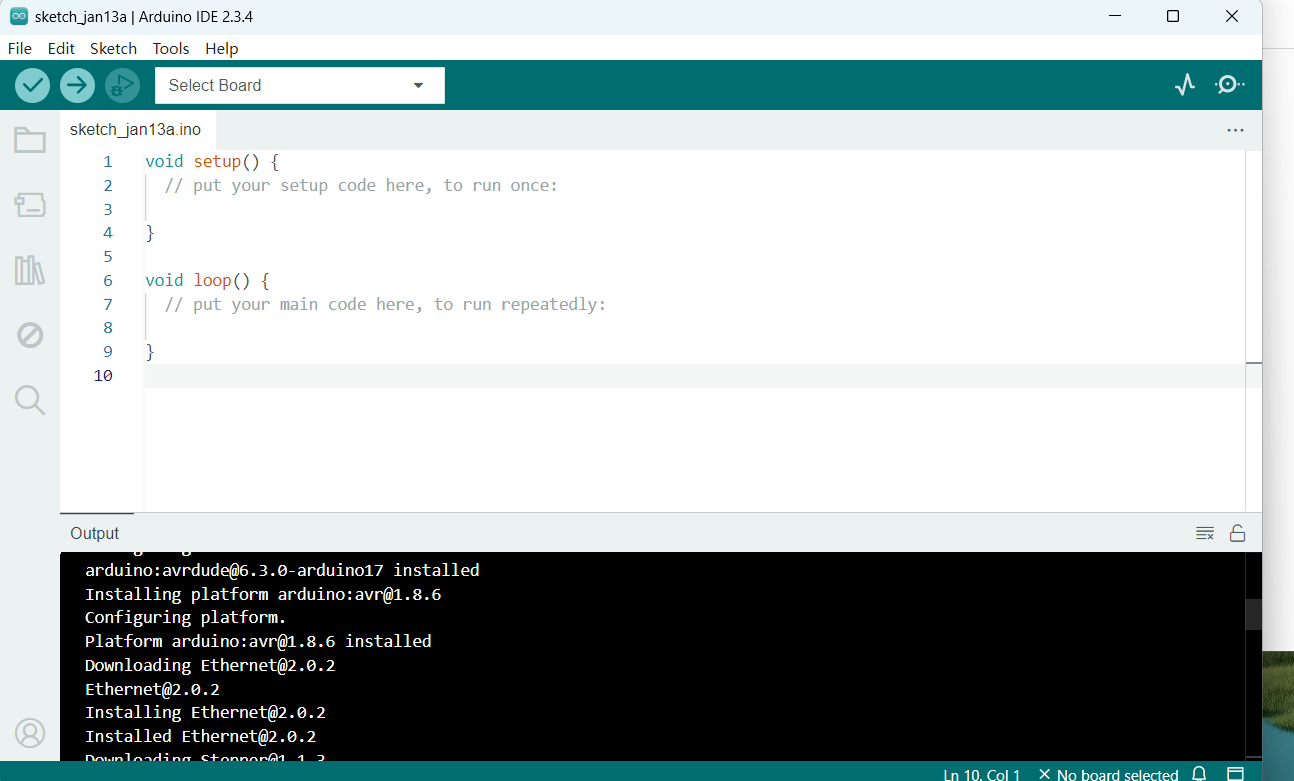 sketch_jan13a | Arduino IDE 2.3.4
File Edit Sketch Tools Help
Select Board
sketch_jan13a.ino
1 void setup() {
2 // put your setup code here, to run once:
3
4 }
5
6 void loop() {
7 // put your main code here, to run repeatedly:
8
9 }
10
Output
arduino:avrdude@6.3.0-arduino17 installed
Installing platform arduino:avr@1.8.6
Configuring platform.
Platform arduino:avr@1.8.6 installed
Downloading Ethernet@2.0.2
Ethernet@2.0.2
Installing Ethernet@2.0.2
Installed Ethernet@2.0.2
Downloading Stepper@1.1.3
Ln 10, Col 1 No board selected